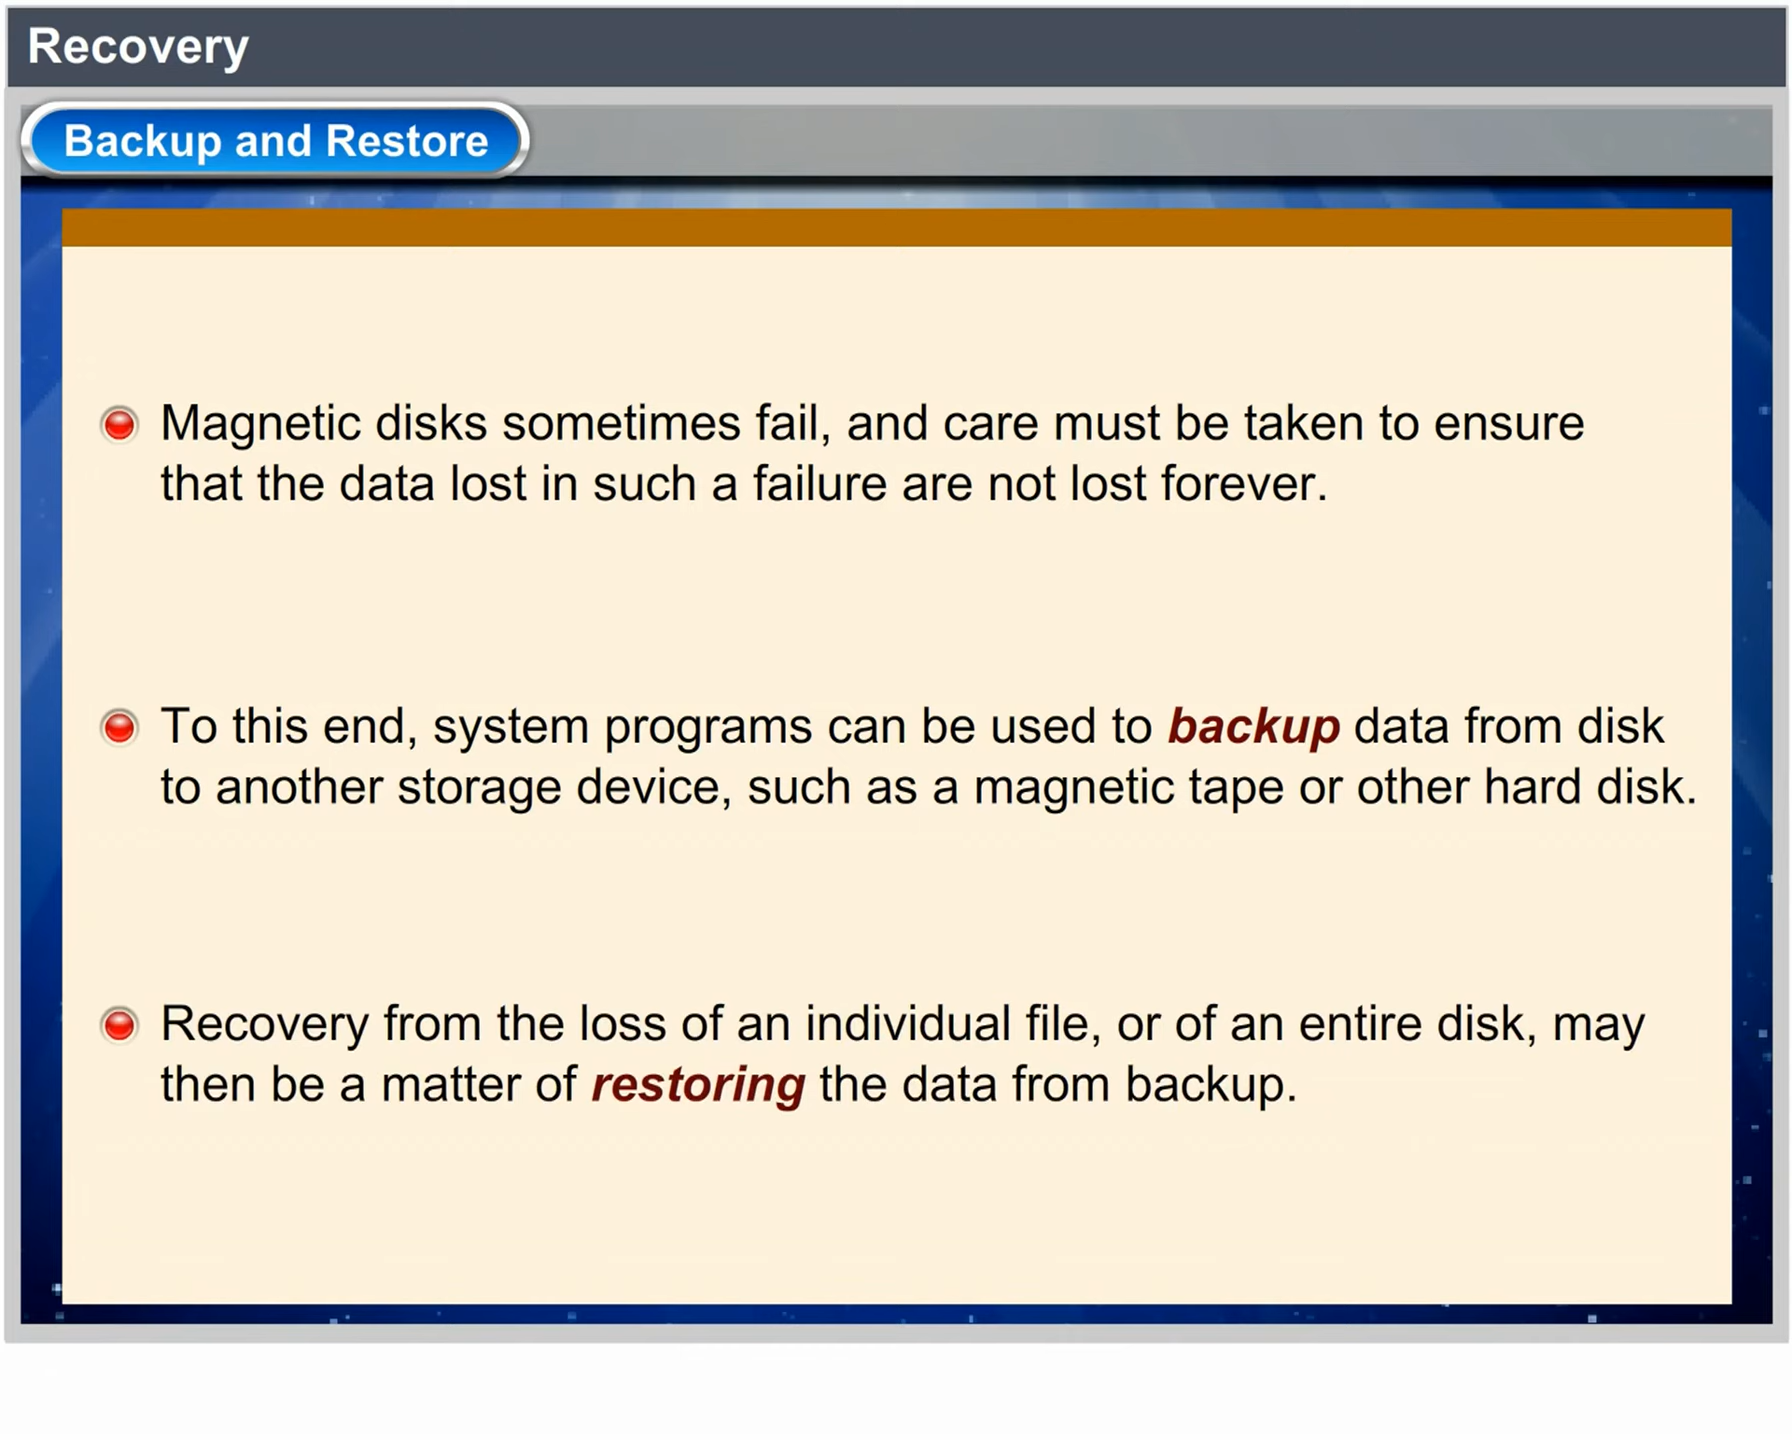 Recovery
Backup and Restore
Magnetic disks sometimes fail, and care must be taken to ensure
that the data lost in such a failure are not lost forever.
To this end, system programs can be used to backup data from disk
to another storage device, such as a magnetic tape or other hard disk.
Recovery from the loss of an individual file, or of an entire disk, may
then be a matter of restoring the data from backup.